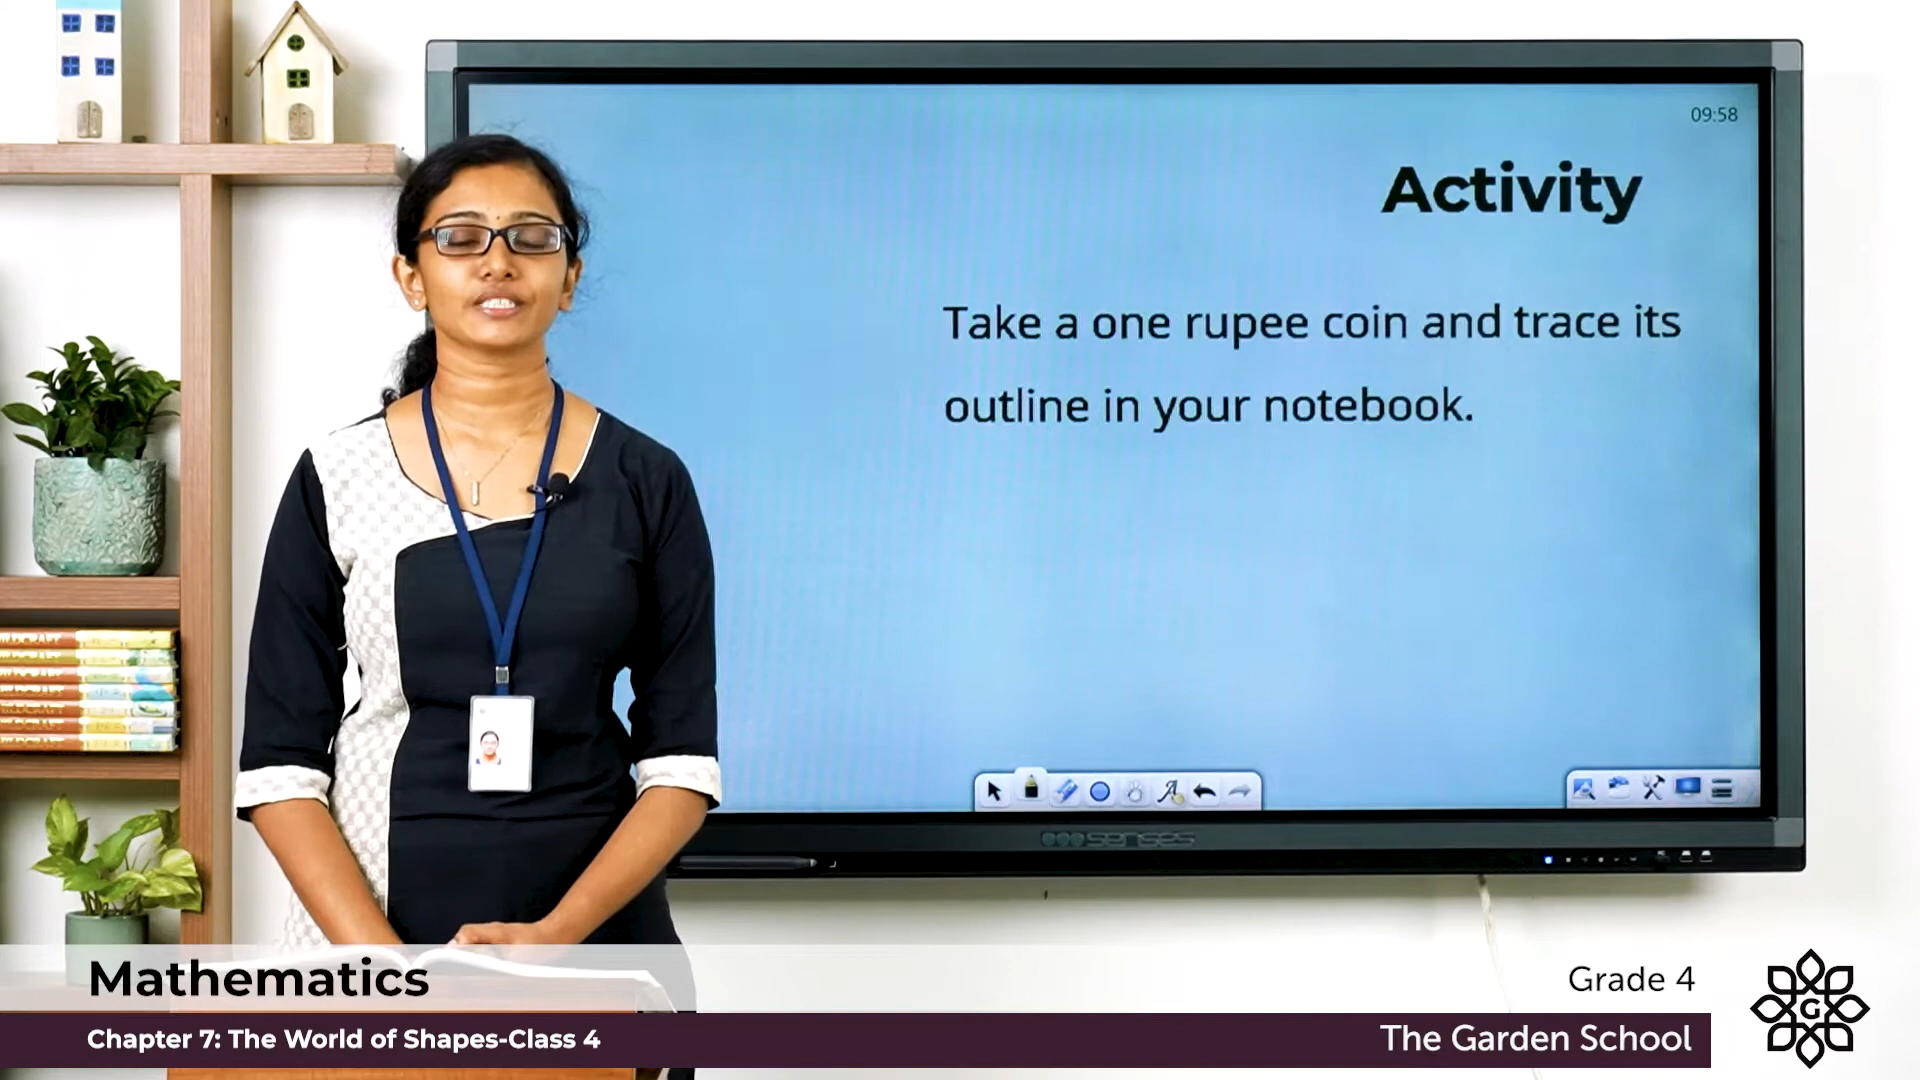 09:58
Activity
Take a one rupee coin and trace its
outline in your notebook.
senses
Mathematics
Grade 4
Chapter 7: The World of Shapes-Class 4
The Garden School
G